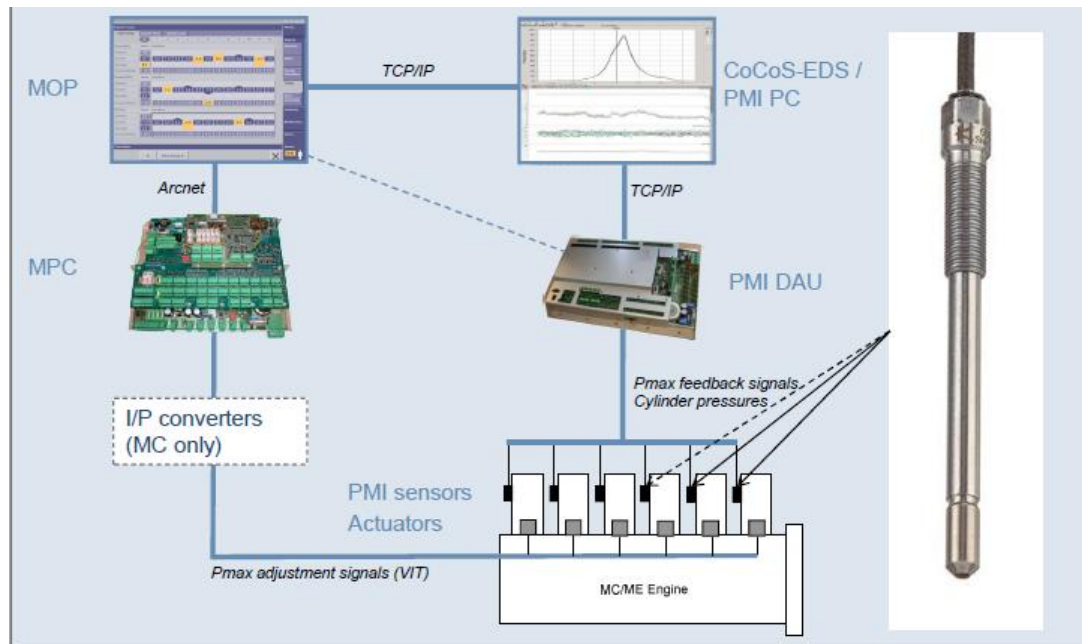 MOP
TCP/IP
CoCoS-EDS /
PMI PC
Arcnet
TCP/IP
MPC
PMI DAU
Pmax feedback signals
Cylinder pressures
I/P converters
(MC only)
PMI sensors
Actuators
Pmax adjustment signals (VIT)
MC/ME Engine